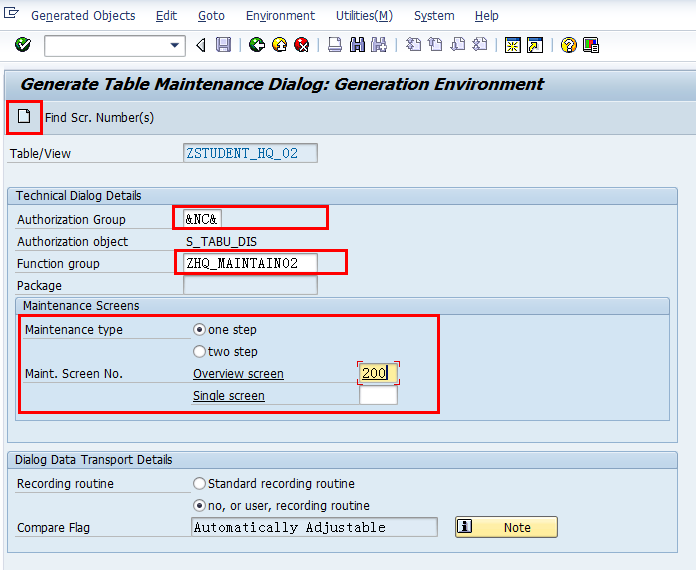 Generated Objects Edit Goto Environment Utilities(M) System Help
Generate Table Maintenance Dialog: Generation Environment
Find Scr. Number(s)
Table/View ZSTUDENT_HQ_02
Technical Dialog Details
Authorization Group &NC&
Authorization object S_TABU_DIS
Function group ZHQ_MAINTAIN02
Package
Maintenance Screens
Maintenance type one step
two step
Maint. Screen No. Overview screen 200
Single screen
Dialog Data Transport Details
Recording routine Standard recording routine
no, or user, recording routine
Compare Flag Automatically Adjustable Note